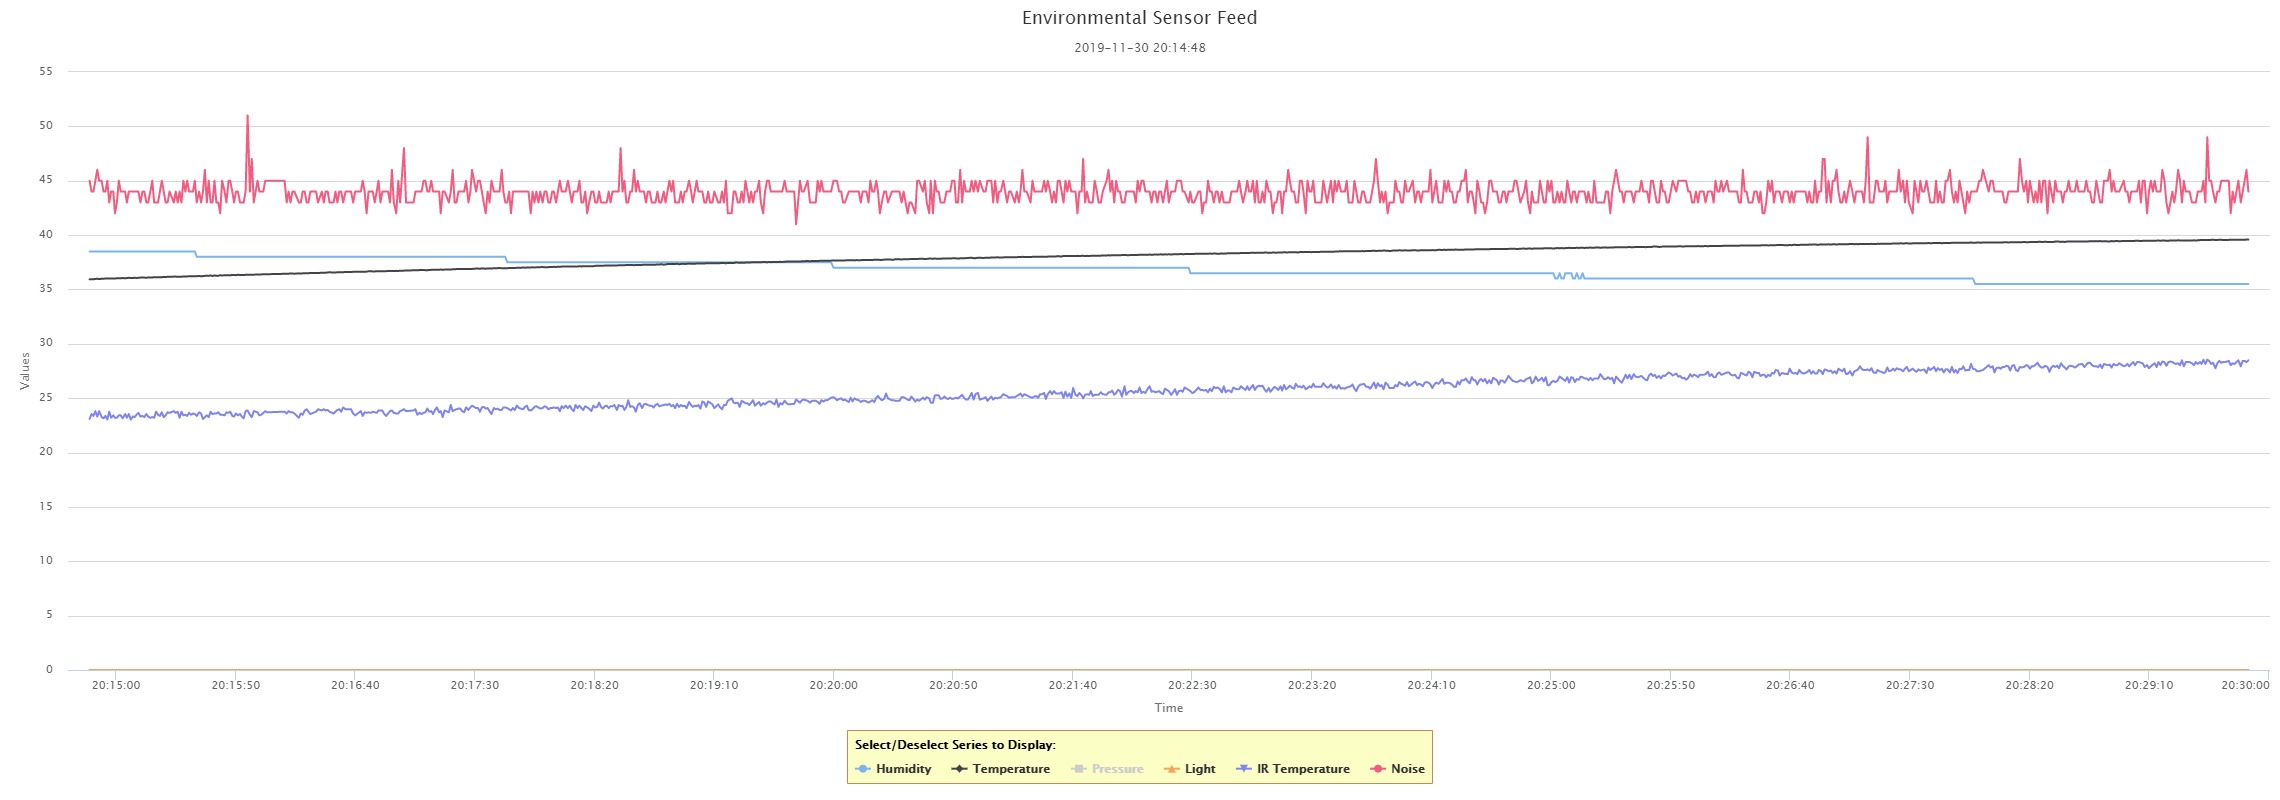 Environmental Sensor Feed
2019-11-30 20:14:48
55
50
45
40
35
30
25
20
15
10
5
0
Values
20:15:00 20:15:50 20:16:40 20:17:30 20:18:20 20:19:10 20:20:00 20:20:50 20:21:40 20:22:30 20:23:20 20:24:10 20:25:00 20:25:50 20:26:40 20:27:30 20:28:20 20:29:10 20:30:00
Time
Select/Deselect Series to Display:
Humidity Temperature Pressure Light IR Temperature Noise